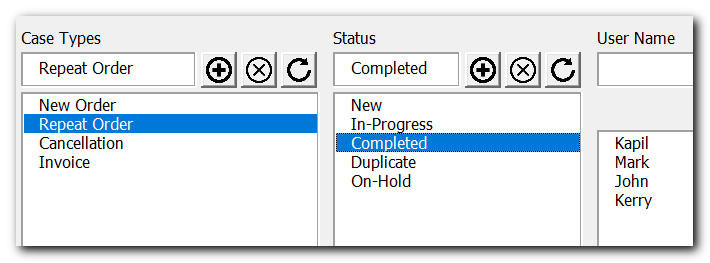 Case Types
Repeat Order
New Order
Repeat Order
Cancellation
Invoice
Status
Completed
New
In-Progress
Completed
Duplicate
On-Hold
User Name
Kapil
Mark
John
Kerry